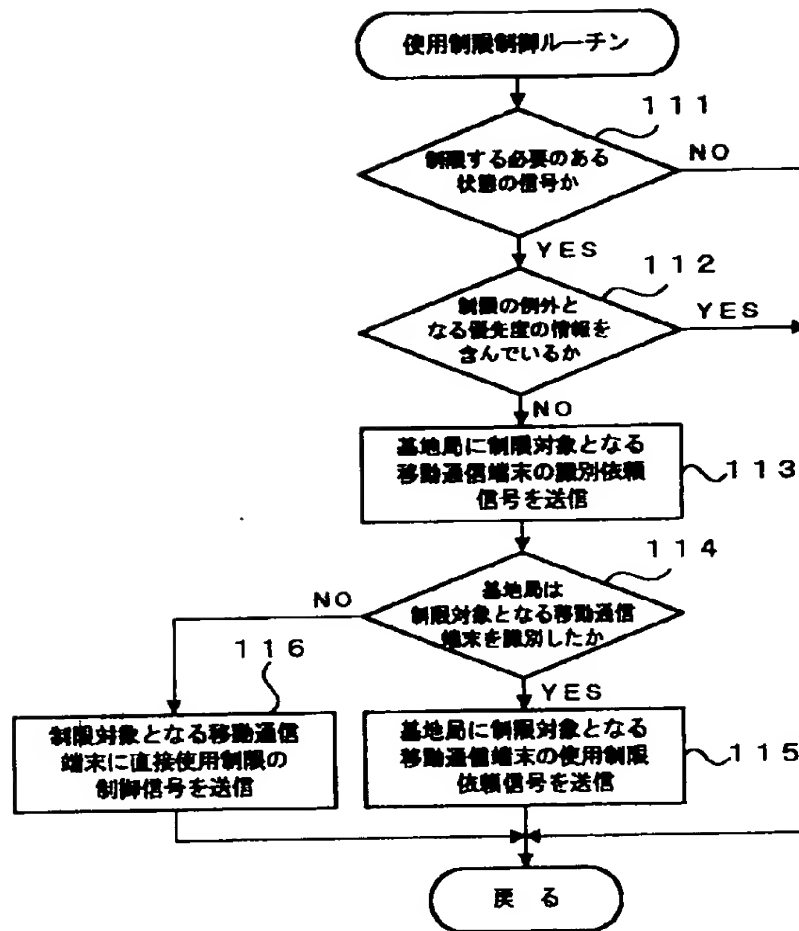 使用制限制御ルーチン
111
制限する必要のある
状態の信号か
NO
YES
112
制限の例外と
なる優先度の情報を
含んでいるか
YES
NO
基地局に制限対象となる
移動通信端末の識別依頼
信号を送信
113
114
基地局は
制限対象となる移動通信
端末を識別したか
NO
YES
116
制限対象となる移動通信
端末に直接使用制限の
制御信号を送信
基地局に制限対象となる
移動通信端末の使用制限
依頼信号を送信
115
戻る